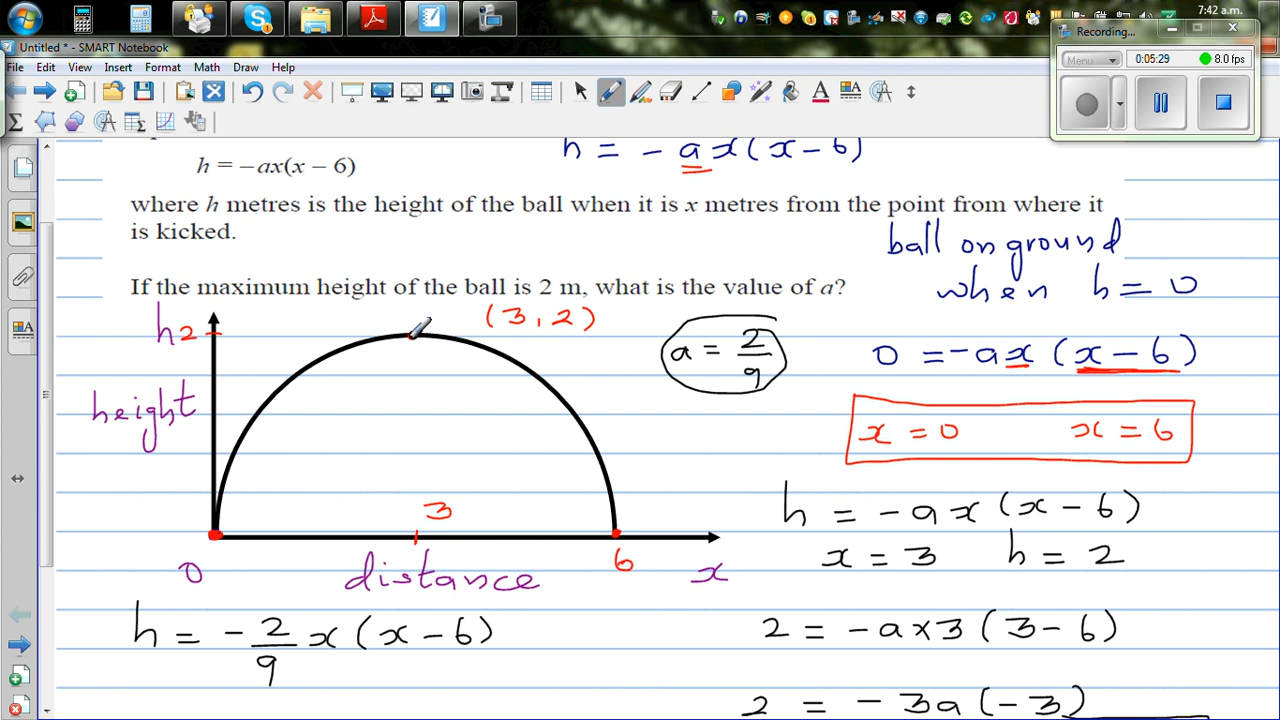 7:42 a.m.
Untitled * - SMART Notebook
Recording...
File Edit View Insert Format Math Draw Help
Menu 0:05:29 8.0 fps
h = - a x (x - 6)
h = −ax(x − 6)
where h metres is the height of the ball when it is x metres from the point from where it
is kicked.
ball on ground
when h = 0
If the maximum height of the ball is 2 m, what is the value of a?
h 2
(3, 2)
a = 2/9
0 = -ax (x - 6)
height
x = 0 x = 6
3
h = -ax (x - 6)
x = 3 h = 2
0 distance 6 x
h = -2/9 x (x - 6)
2 = -a x 3 (3 - 6)
2 = - 3a (-3)